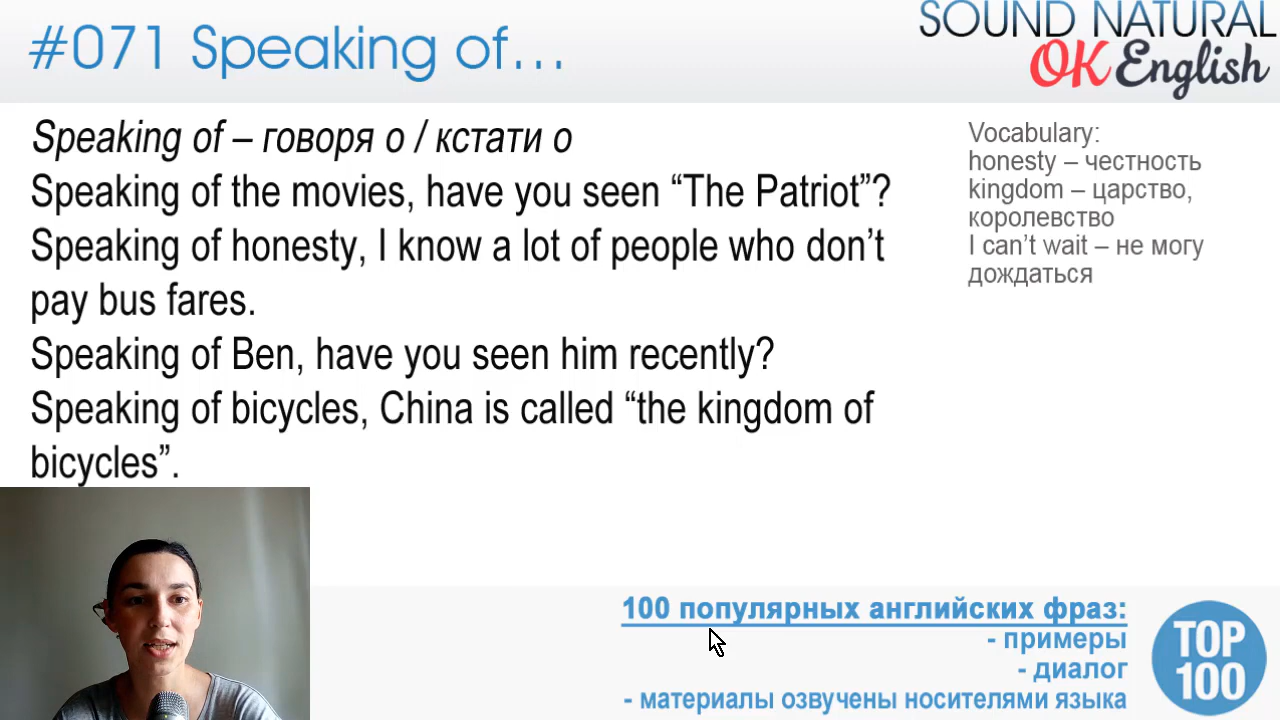 #071 Speaking of…
SOUND NATURAL
OK English
Speaking of – говоря о / кстати о
Speaking of the movies, have you seen “The Patriot”?
Speaking of honesty, I know a lot of people who don’t
pay bus fares.
Speaking of Ben, have you seen him recently?
Speaking of bicycles, China is called “the kingdom of
bicycles”.
Vocabulary:
honesty – честность
kingdom – царство,
королевство
I can’t wait – не могу
дождаться
100 популярных английских фраз:
- примеры
- диалог
- материалы озвучены носителями языка
TOP
100